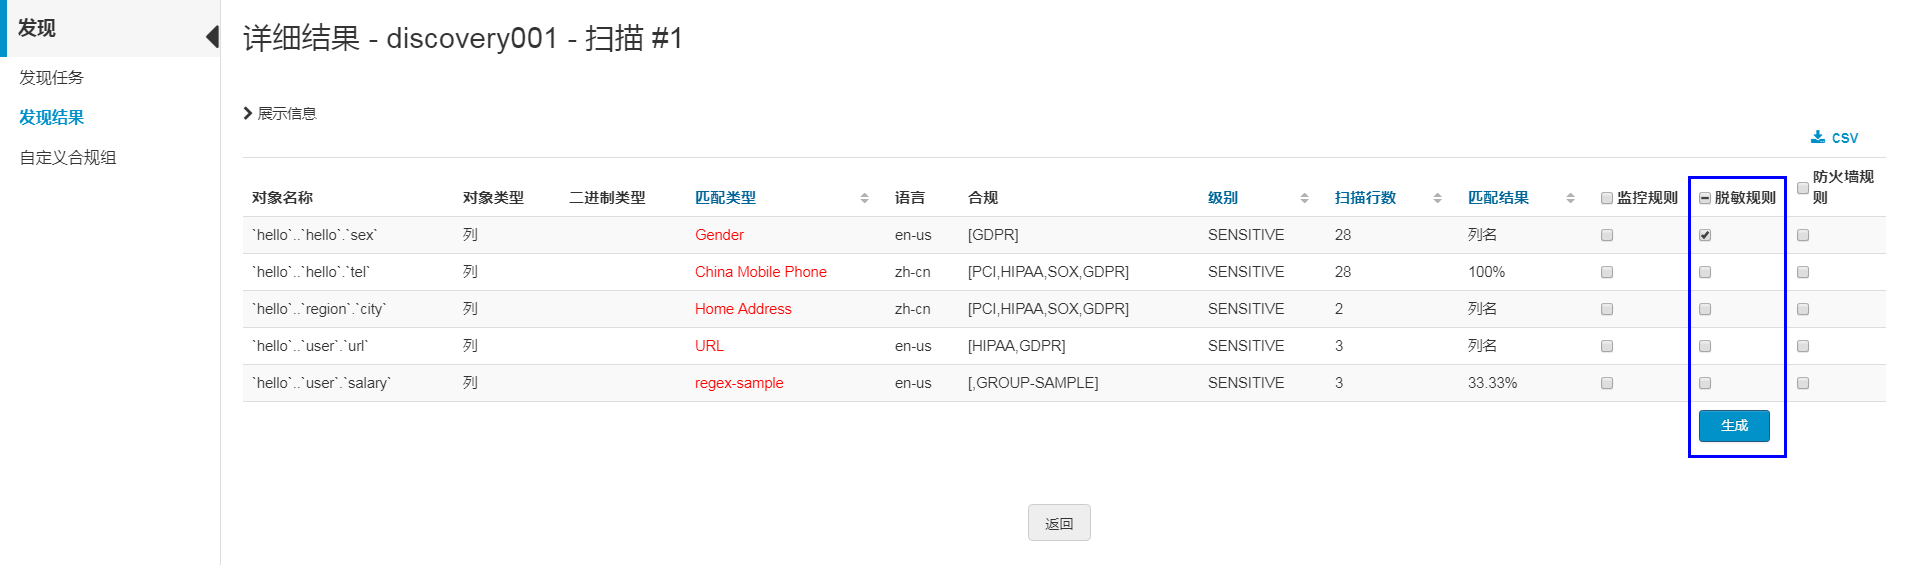 发现
发现任务
发现结果
自定义合规组
详细结果 - discovery001 - 扫描 #1
展示信息
CSV
对象名称 对象类型 二进制类型 匹配类型 语言 合规 级别 扫描行数 匹配结果 监控规则 脱敏规则 防火墙规则
`hello`..`hello`.`sex` 列 Gender en-us [GDPR] SENSITIVE 28 列名
`hello`..`hello`.`tel` 列 China Mobile Phone zh-cn [PCI,HIPAA,SOX,GDPR] SENSITIVE 28 100%
`hello`..`region`.`city` 列 Home Address zh-cn [PCI,HIPAA,SOX,GDPR] SENSITIVE 2 列名
`hello`..`user`.`url` 列 URL en-us [HIPAA,GDPR] SENSITIVE 3 列名
`hello`..`user`.`salary` 列 regex-sample en-us [,GROUP-SAMPLE] SENSITIVE 3 33.33%
生成
返回